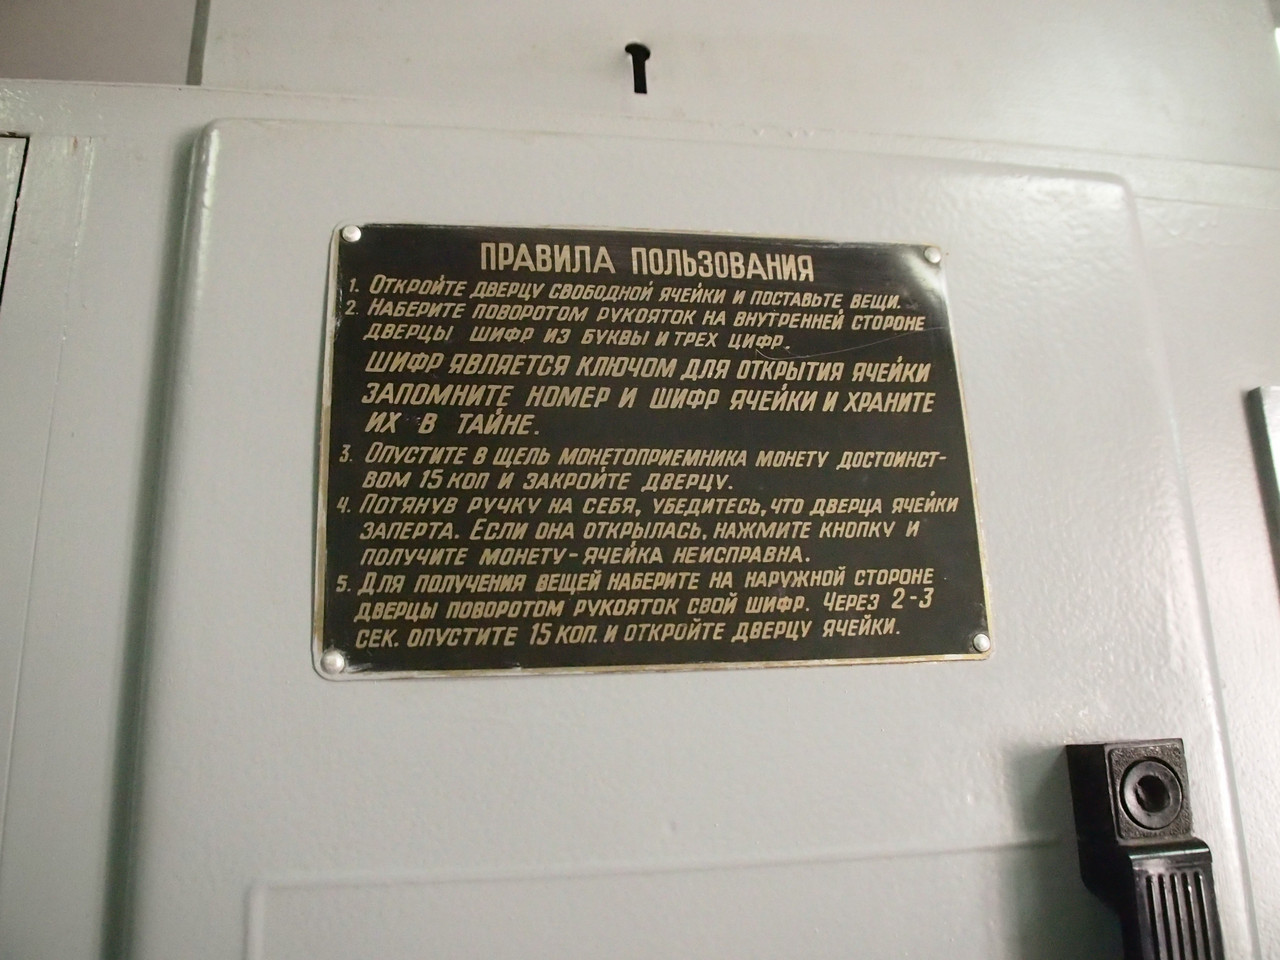 ПРАВИЛА ПОЛЬЗОВАНИЯ
1. ОТКРОЙТЕ ДВЕРЦУ СВОБОДНОЙ ЯЧЕЙКИ И ПОСТАВЬТЕ ВЕЩИ.
2. НАБЕРИТЕ ПОВОРОТОМ РУКОЯТОК НА ВНУТРЕННЕЙ СТОРОНЕ
ДВЕРЦЫ ШИФР ИЗ БУКВЫ И ТРЕХ ЦИФР.
ШИФР ЯВЛЯЕТСЯ КЛЮЧОМ ДЛЯ ОТКРЫТИЯ ЯЧЕЙКИ
ЗАПОМНИТЕ НОМЕР И ШИФР ЯЧЕЙКИ И ХРАНИТЕ
ИХ В ТАЙНЕ.
3. ОПУСТИТЕ В ЩЕЛЬ МОНЕТОПРИЕМНИКА МОНЕТУ ДОСТОИНСТ-
ВОМ 15 КОП И ЗАКРОЙТЕ ДВЕРЦУ.
4. ПОТЯНУВ РУЧКУ НА СЕБЯ, УБЕДИТЕСЬ, ЧТО ДВЕРЦА ЯЧЕЙКИ
ЗАПЕРТА. ЕСЛИ ОНА ОТКРЫЛАСЬ, НАЖМИТЕ КНОПКУ И
ПОЛУЧИТЕ МОНЕТУ - ЯЧЕЙКА НЕИСПРАВНА.
5. ДЛЯ ПОЛУЧЕНИЯ ВЕЩЕЙ НАБЕРИТЕ НА НАРУЖНОЙ СТОРОНЕ
ДВЕРЦЫ ПОВОРОТОМ РУКОЯТОК СВОЙ ШИФР. ЧЕРЕЗ 2-3
СЕК. ОПУСТИТЕ 15 КОП. И ОТКРОЙТЕ ДВЕРЦУ ЯЧЕЙКИ.